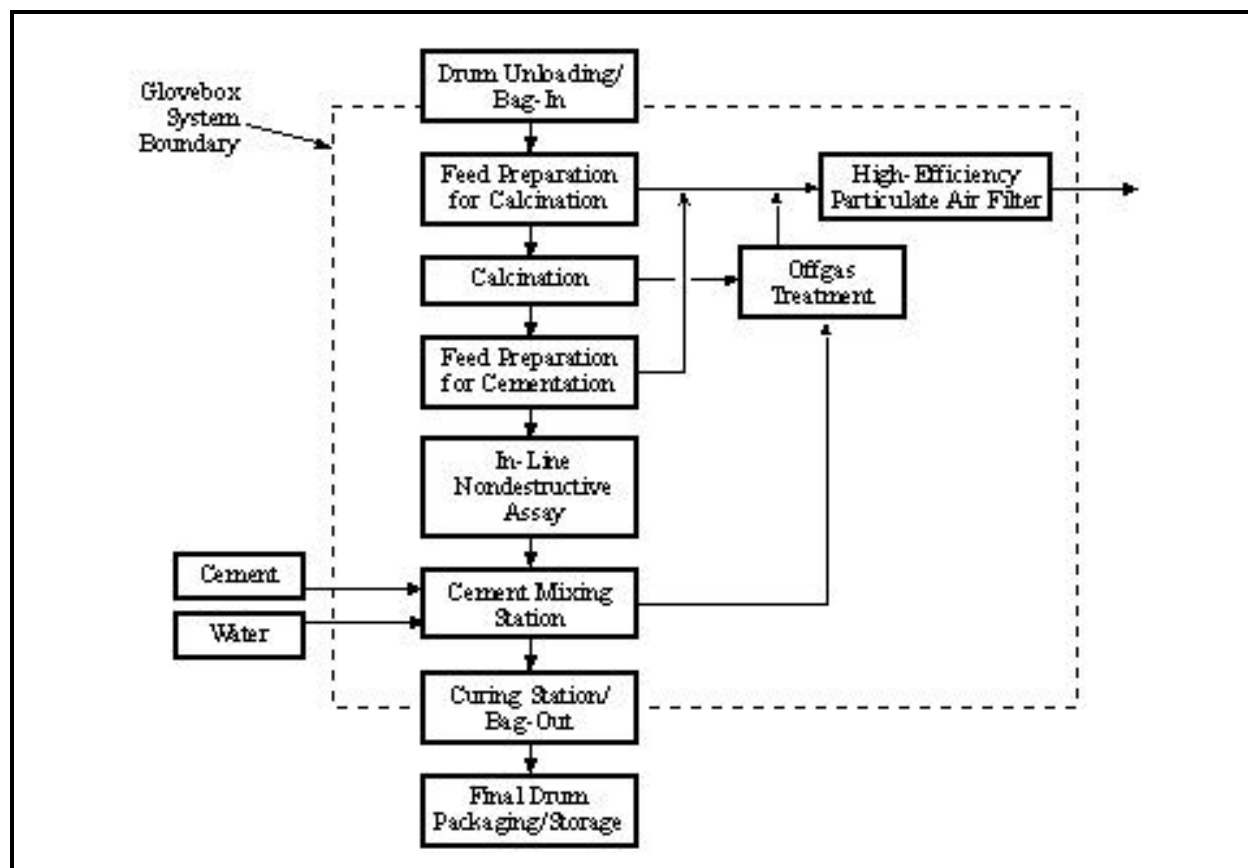 Drum Unloading/
Bag-In
Glovebox
System
Boundary
Feed Preparation
for Calcination
High-Efficiency
Particulate Air Filter
Calcination
Offgas
Treatment
Feed Preparation
for Cementation
In-Line
Nondestructive
Assay
Cement
Cement Mixing
Station
Water
Curing Station/
Bag-Out
Final Drum
Packaging/Storage